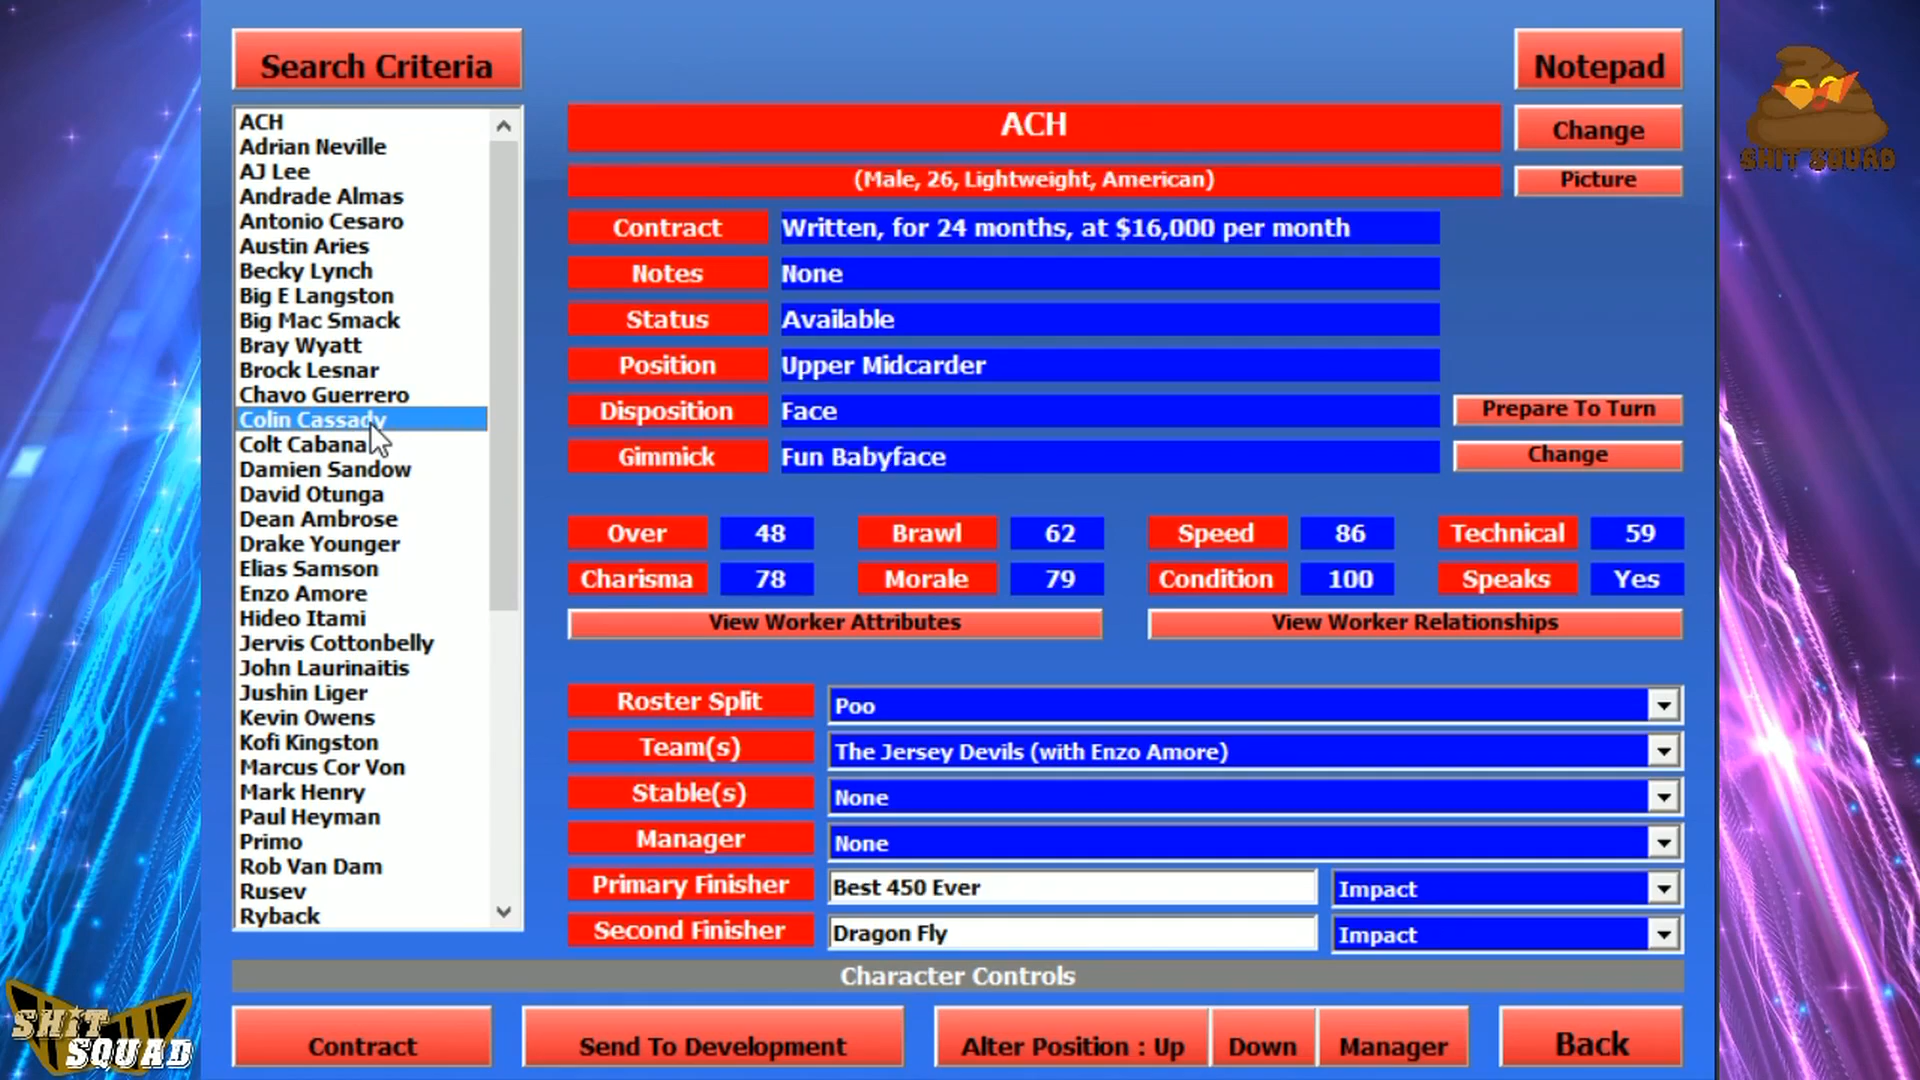 Search Criteria
Notepad
ACH
Adrian Neville
AJ Lee
Andrade Almas
Antonio Cesaro
Austin Aries
Becky Lynch
Big E Langston
Big Mac Smack
Bray Wyatt
Brock Lesnar
Chavo Guerrero
Colin Cassady
Colt Cabana
Damien Sandow
David Otunga
Dean Ambrose
Drake Younger
Elias Samson
Enzo Amore
Hideo Itami
Jervis Cottonbelly
John Laurinaitis
Jushin Liger
Kevin Owens
Kofi Kingston
Marcus Cor Von
Mark Henry
Paul Heyman
Primo
Rob Van Dam
Rusev
Ryback
ACH
Change
(Male, 26, Lightweight, American)
Picture
Contract Written, for 24 months, at $16,000 per month
Notes None
Status Available
Position Upper Midcarder
Disposition Face Prepare To Turn
Gimmick Fun Babyface Change
Over 48 Brawl 62 Speed 86 Technical 59
Charisma 78 Morale 79 Condition 100 Speaks Yes
View Worker Attributes View Worker Relationships
Roster Split Poo
Team(s) The Jersey Devils (with Enzo Amore)
Stable(s) None
Manager None
Primary Finisher Best 450 Ever Impact
Second Finisher Dragon Fly Impact
Character Controls
Contract Send To Development Alter Position : Up Down Manager Back
SHIT SQUAD
SHIT
SQUAD